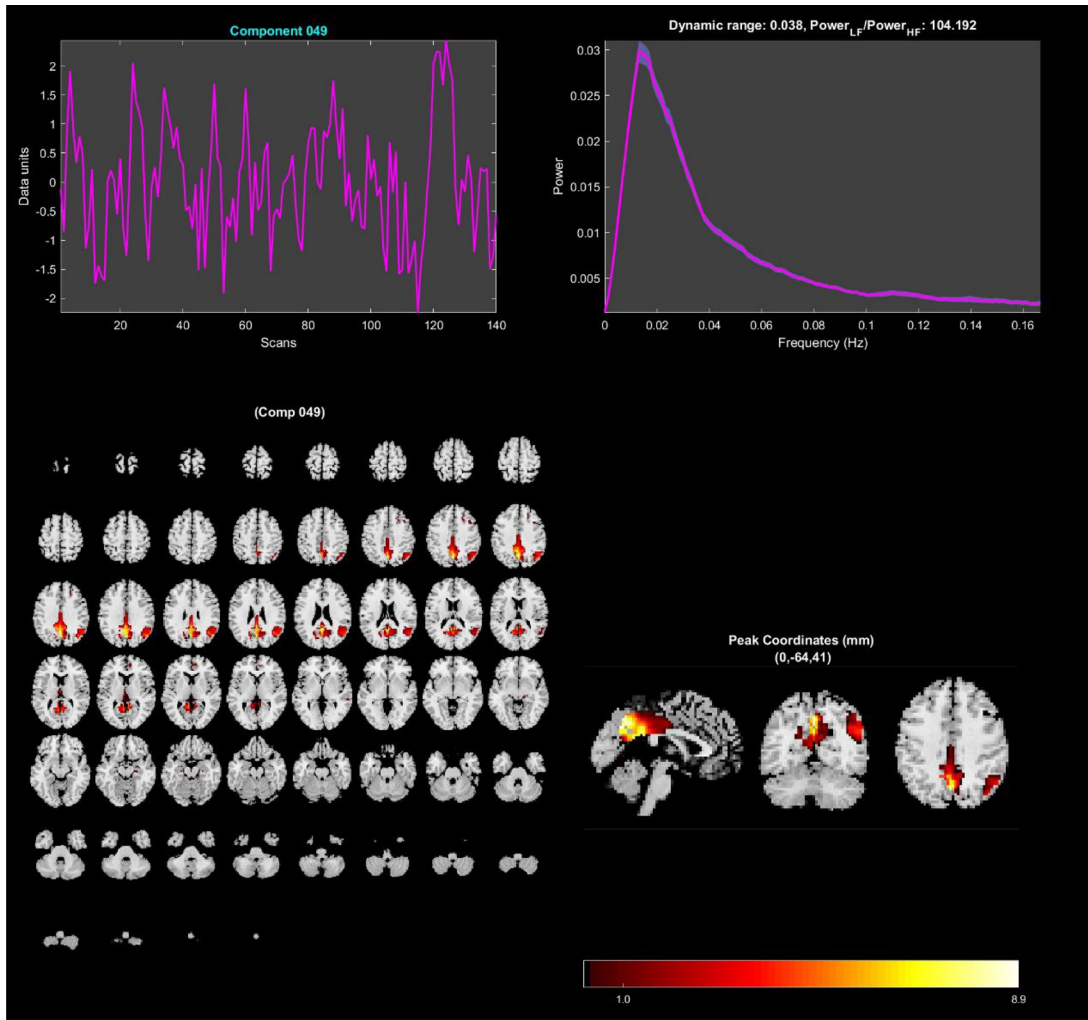 Component 049
Data units
2
1.5
1
0.5
0
-0.5
-1
-1.5
-2
20 40 60 80 100 120 140
Scans
Dynamic range: 0.038, Power_LF/Power_HF: 104.192
Power
0.03
0.025
0.02
0.015
0.01
0.005
0 0.02 0.04 0.06 0.08 0.1 0.12 0.14 0.16
Frequency (Hz)
(Comp 049)
Peak Coordinates (mm)
(0,-64,41)
1.0 8.9